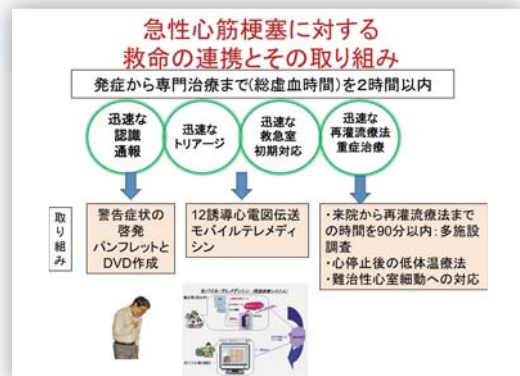 急性心筋梗塞に対する
救命の連携とその取り組み
発症から専門治療まで(総虚血時間)を2時間以内
迅速な
認識
通報
迅速な
トリアージ
迅速な
救急室
初期対応
迅速な
再灌流療法
重症治療
取り組み
警告症状の
啓発
パンフレットと
DVD作成
12誘導心電図伝送
モバイルテレメディ
シン
・来院から再灌流療法まで
の時間を90分以内:多施設
調査
・心停止後の低体温療法
・難治性心室細動への対応